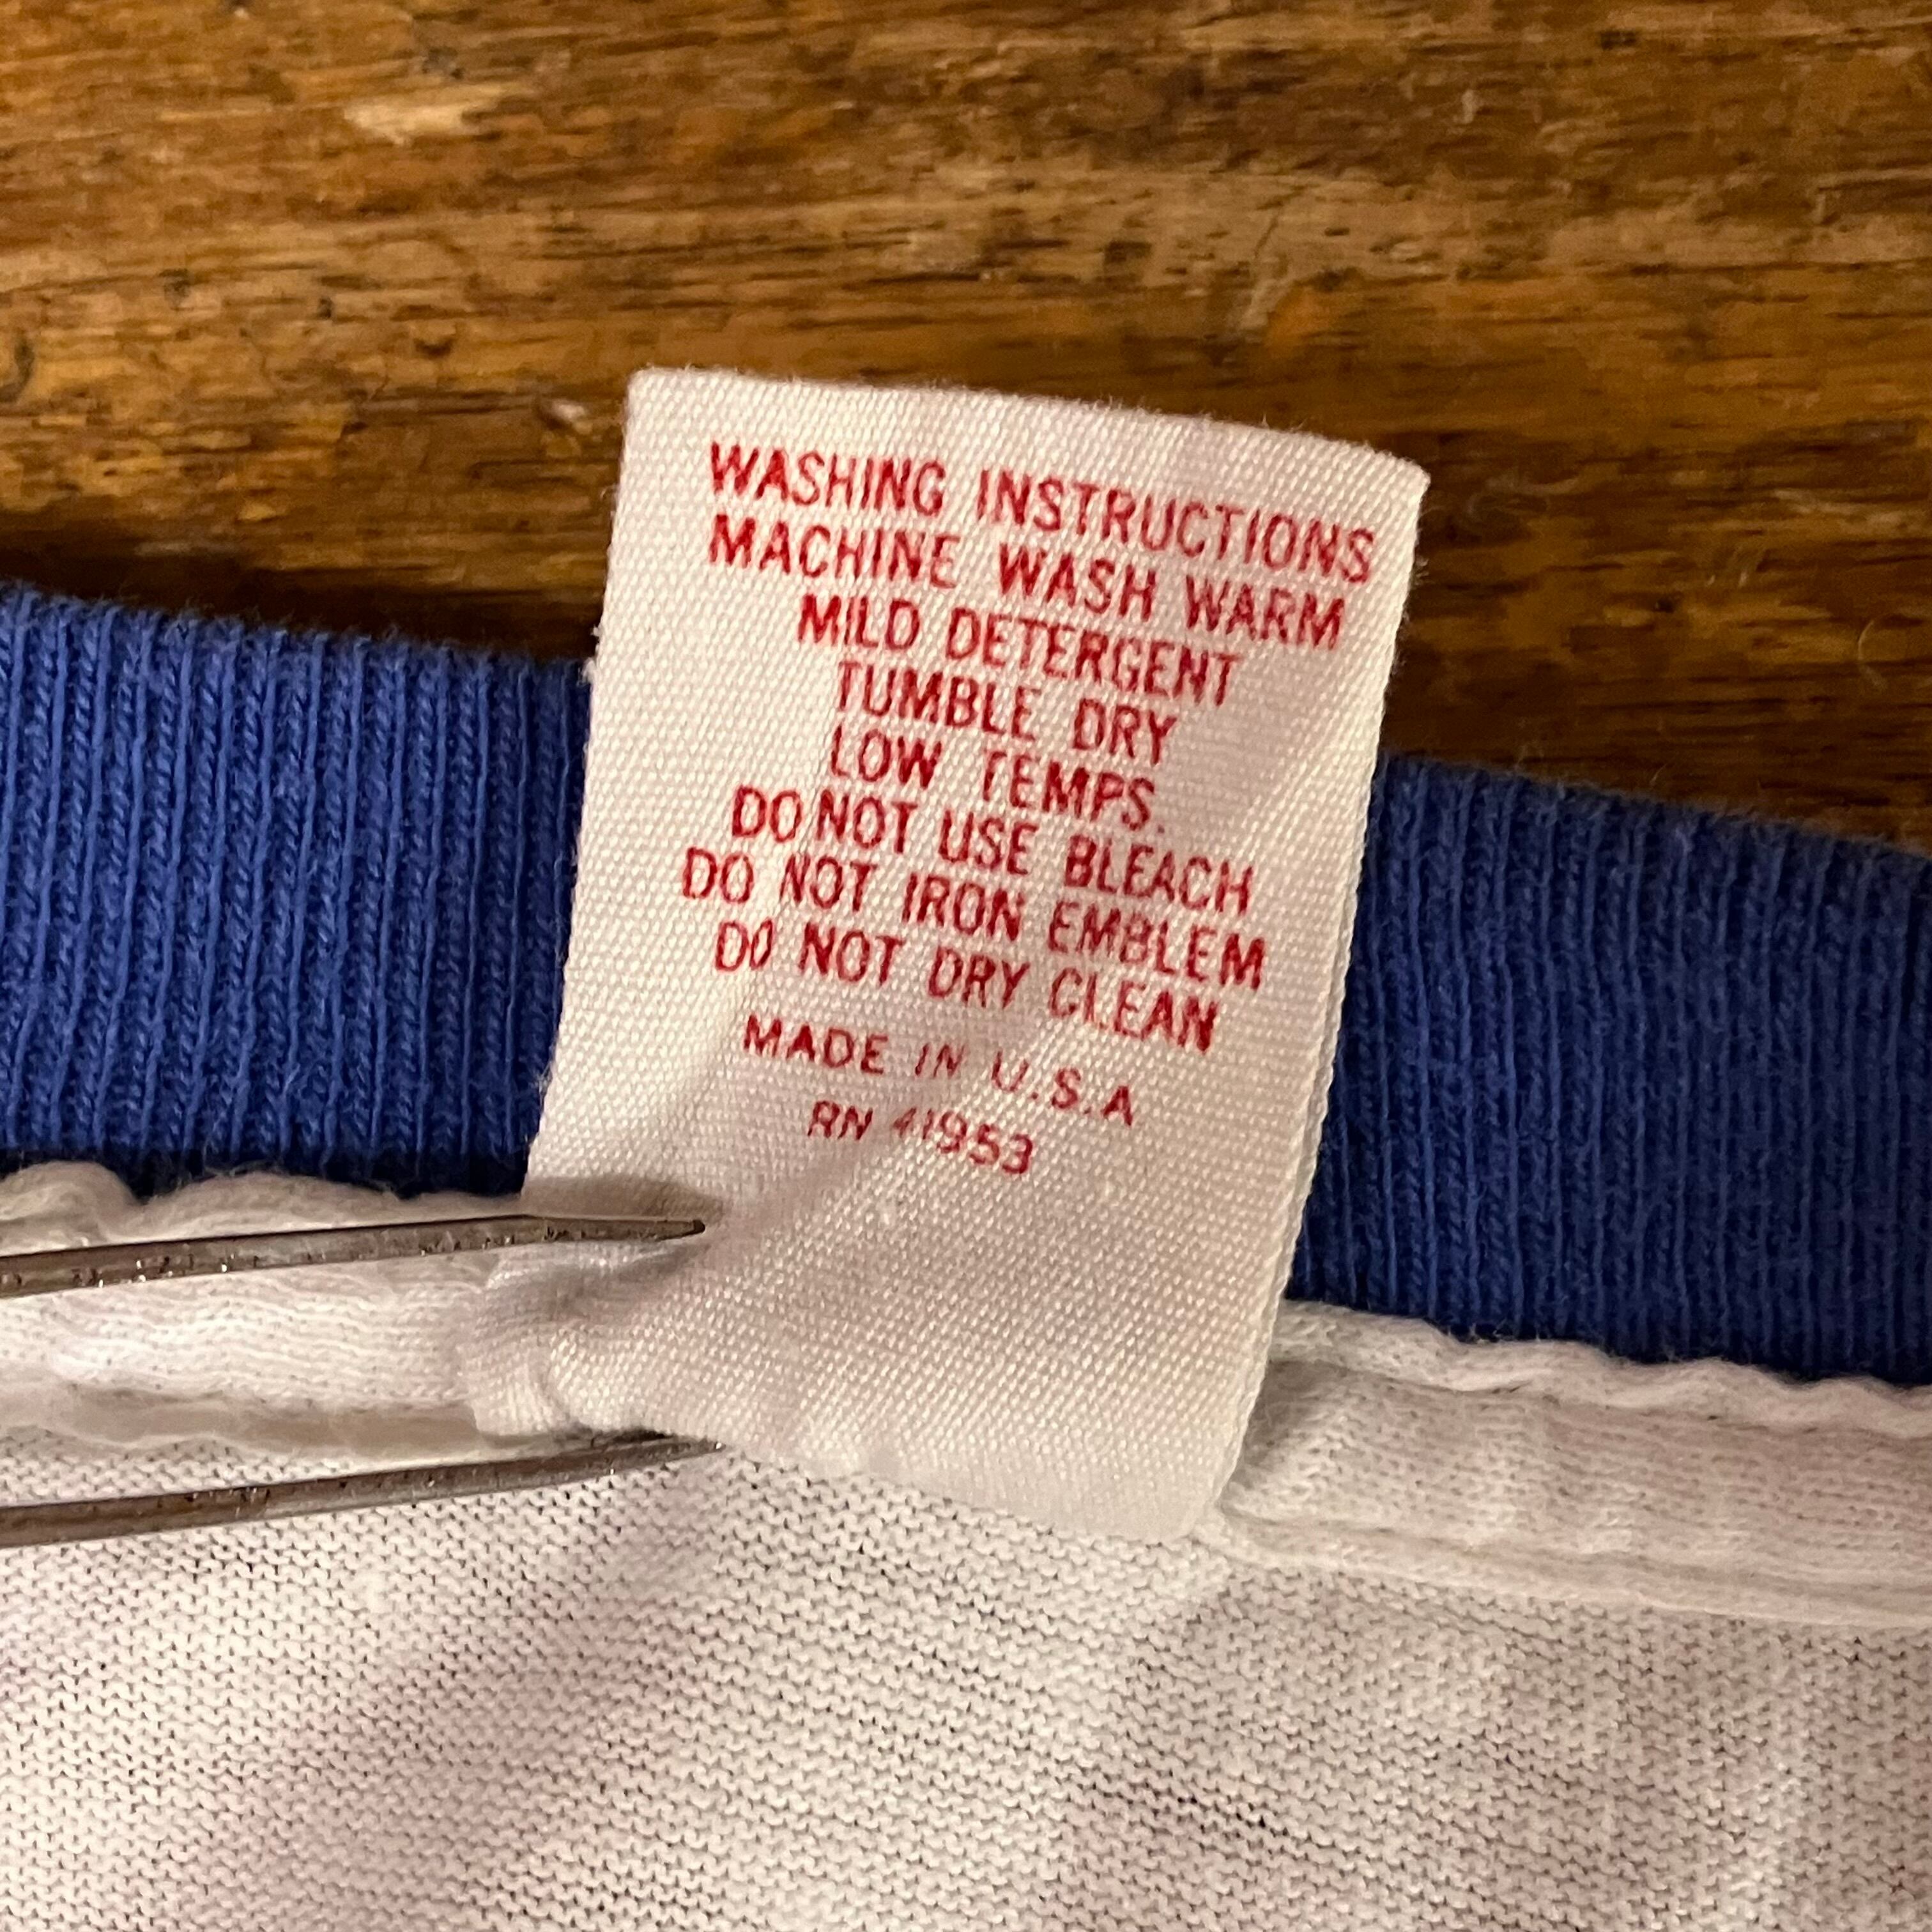 WASHING INSTRUCTIONS
MACHINE WASH WARM
MILD DETERGENT
TUMBLE DRY
LOW TEMPS.
DO NOT USE BLEACH
DO NOT IRON EMBLEM
DO NOT DRY CLEAN
MADE IN U.S.A
RN 41953